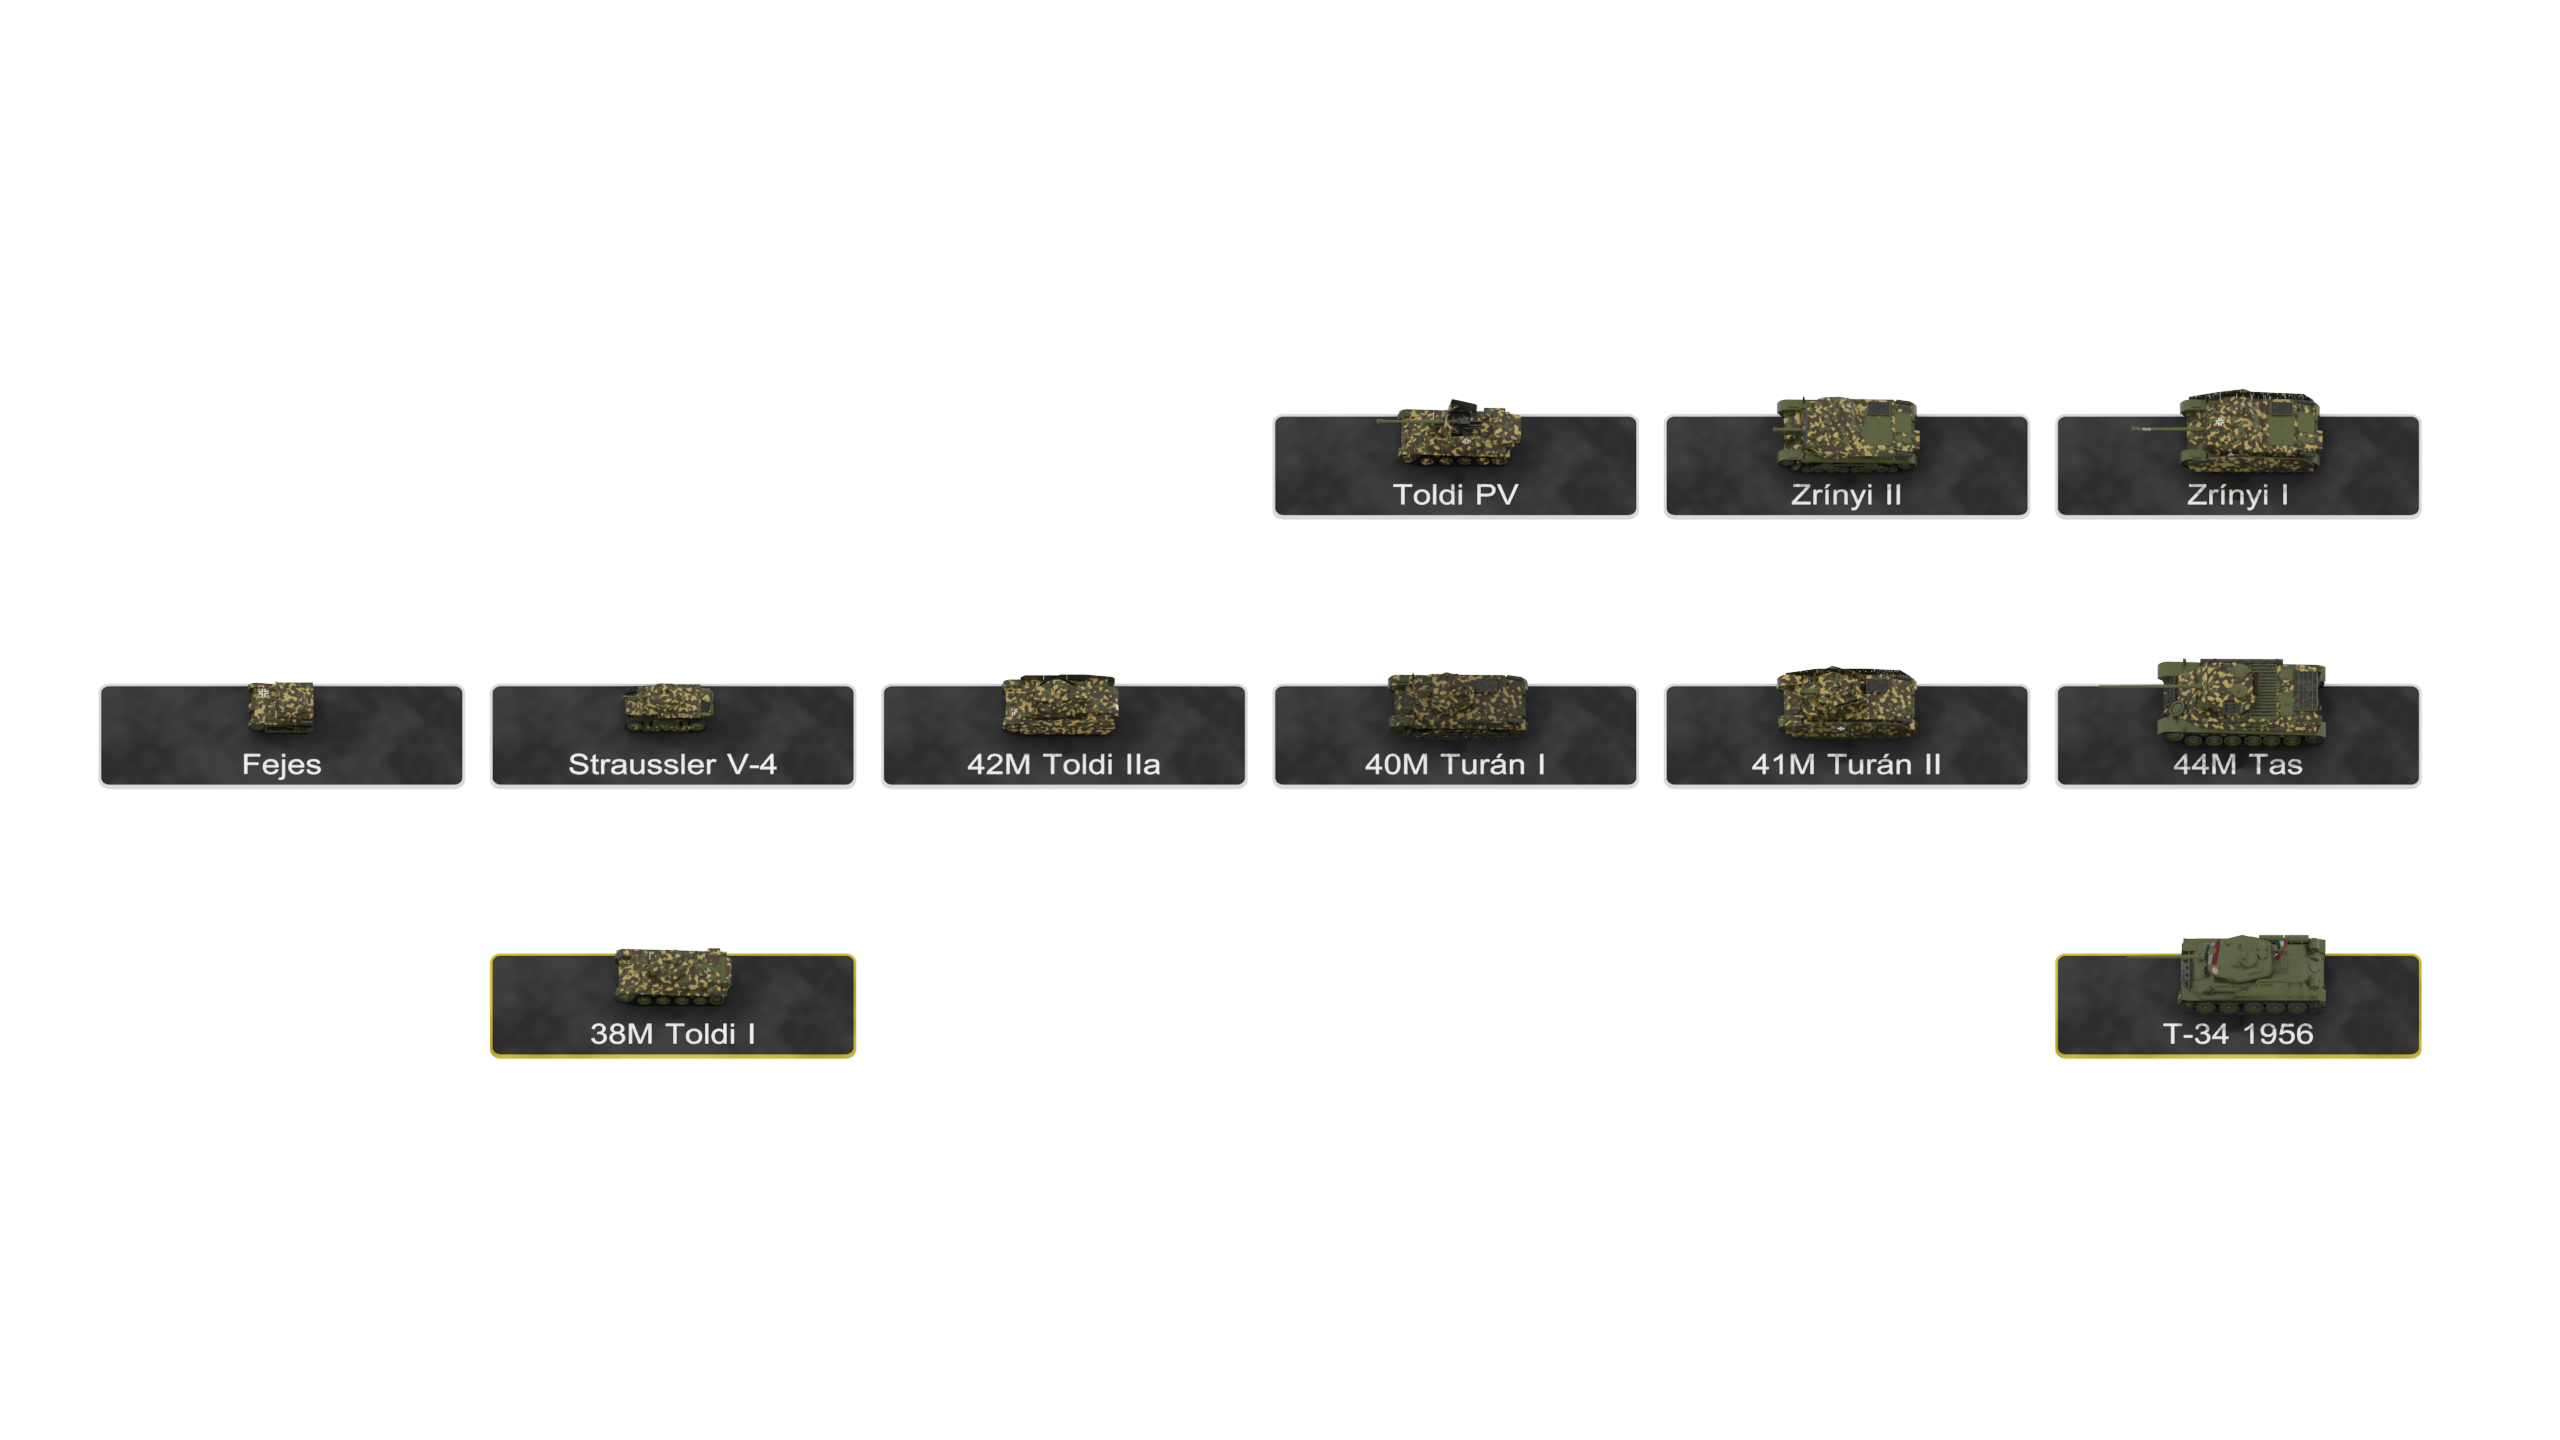 Toldi PV
Zrínyi II
Zrínyi I
Fejes
Straussler V-4
42M Toldi IIa
40M Turán I
41M Turán II
44M Tas
38M Toldi I
T-34 1956